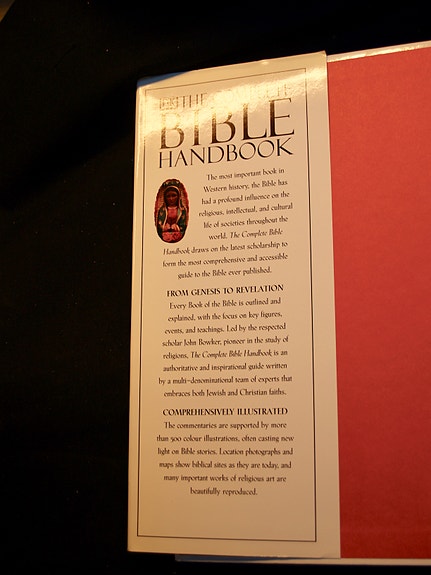 THE COMPLETE
BIBLE
HANDBOOK
The most important book in
Western history, the Bible has
had a profound influence on the
religious, intellectual, and cultural
life of societies throughout the
world. The Complete Bible
Handbook draws on the latest scholarship to
form the most comprehensive and accessible
guide to the Bible ever published.
FROM GENESIS TO REVELATION
Every Book of the Bible is outlined and
explained, with the focus on key figures,
events, and teachings. Led by the respected
scholar John Bowker, pioneer in the study of
religions, The Complete Bible Handbook is an
authoritative and inspirational guide written
by a multi-denominational team of experts that
embraces both Jewish and Christian faiths.
COMPREHENSIVELY ILLUSTRATED
The commentaries are supported by more
than 500 colour illustrations, often casting new
light on Bible stories. Location photographs and
maps show biblical sites as they are today, and
many important works of religious art are
beautifully reproduced.